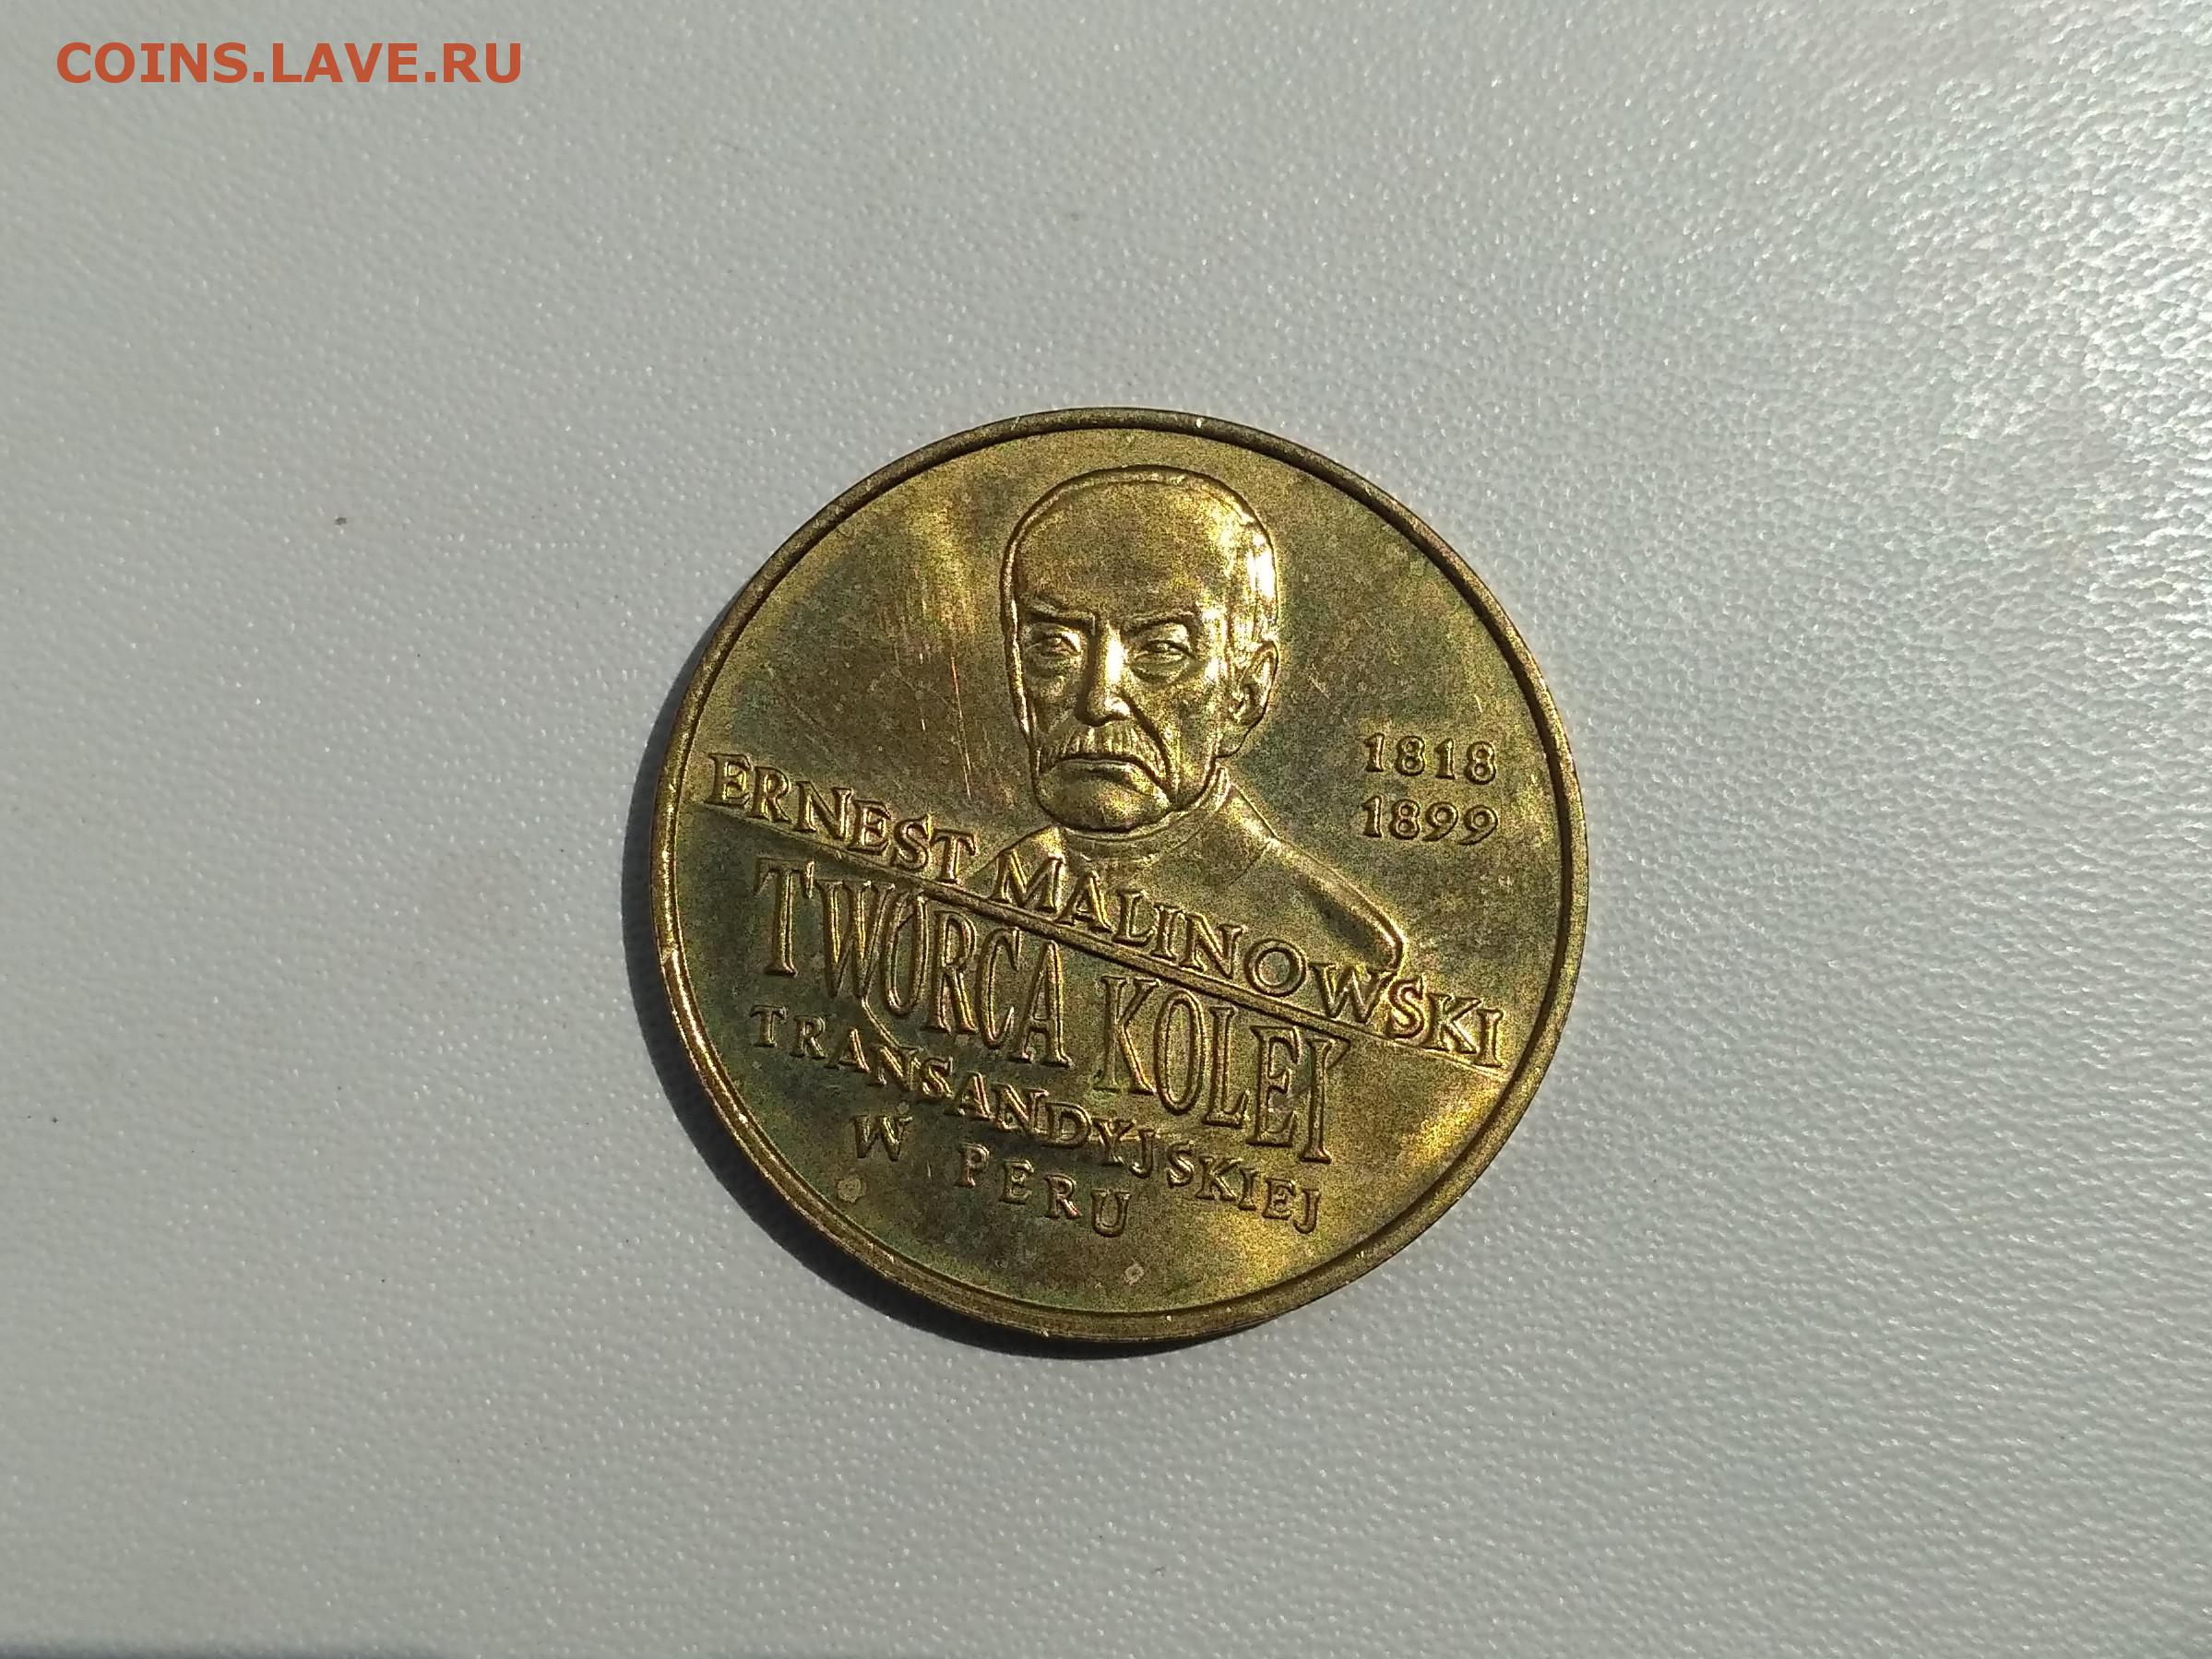 COINS.LAVE.RU
1818
1899
ERNEST MALINOWSKI
TWÓRCA KOLEI
TRANSANDYJSKIEJ
W PERU